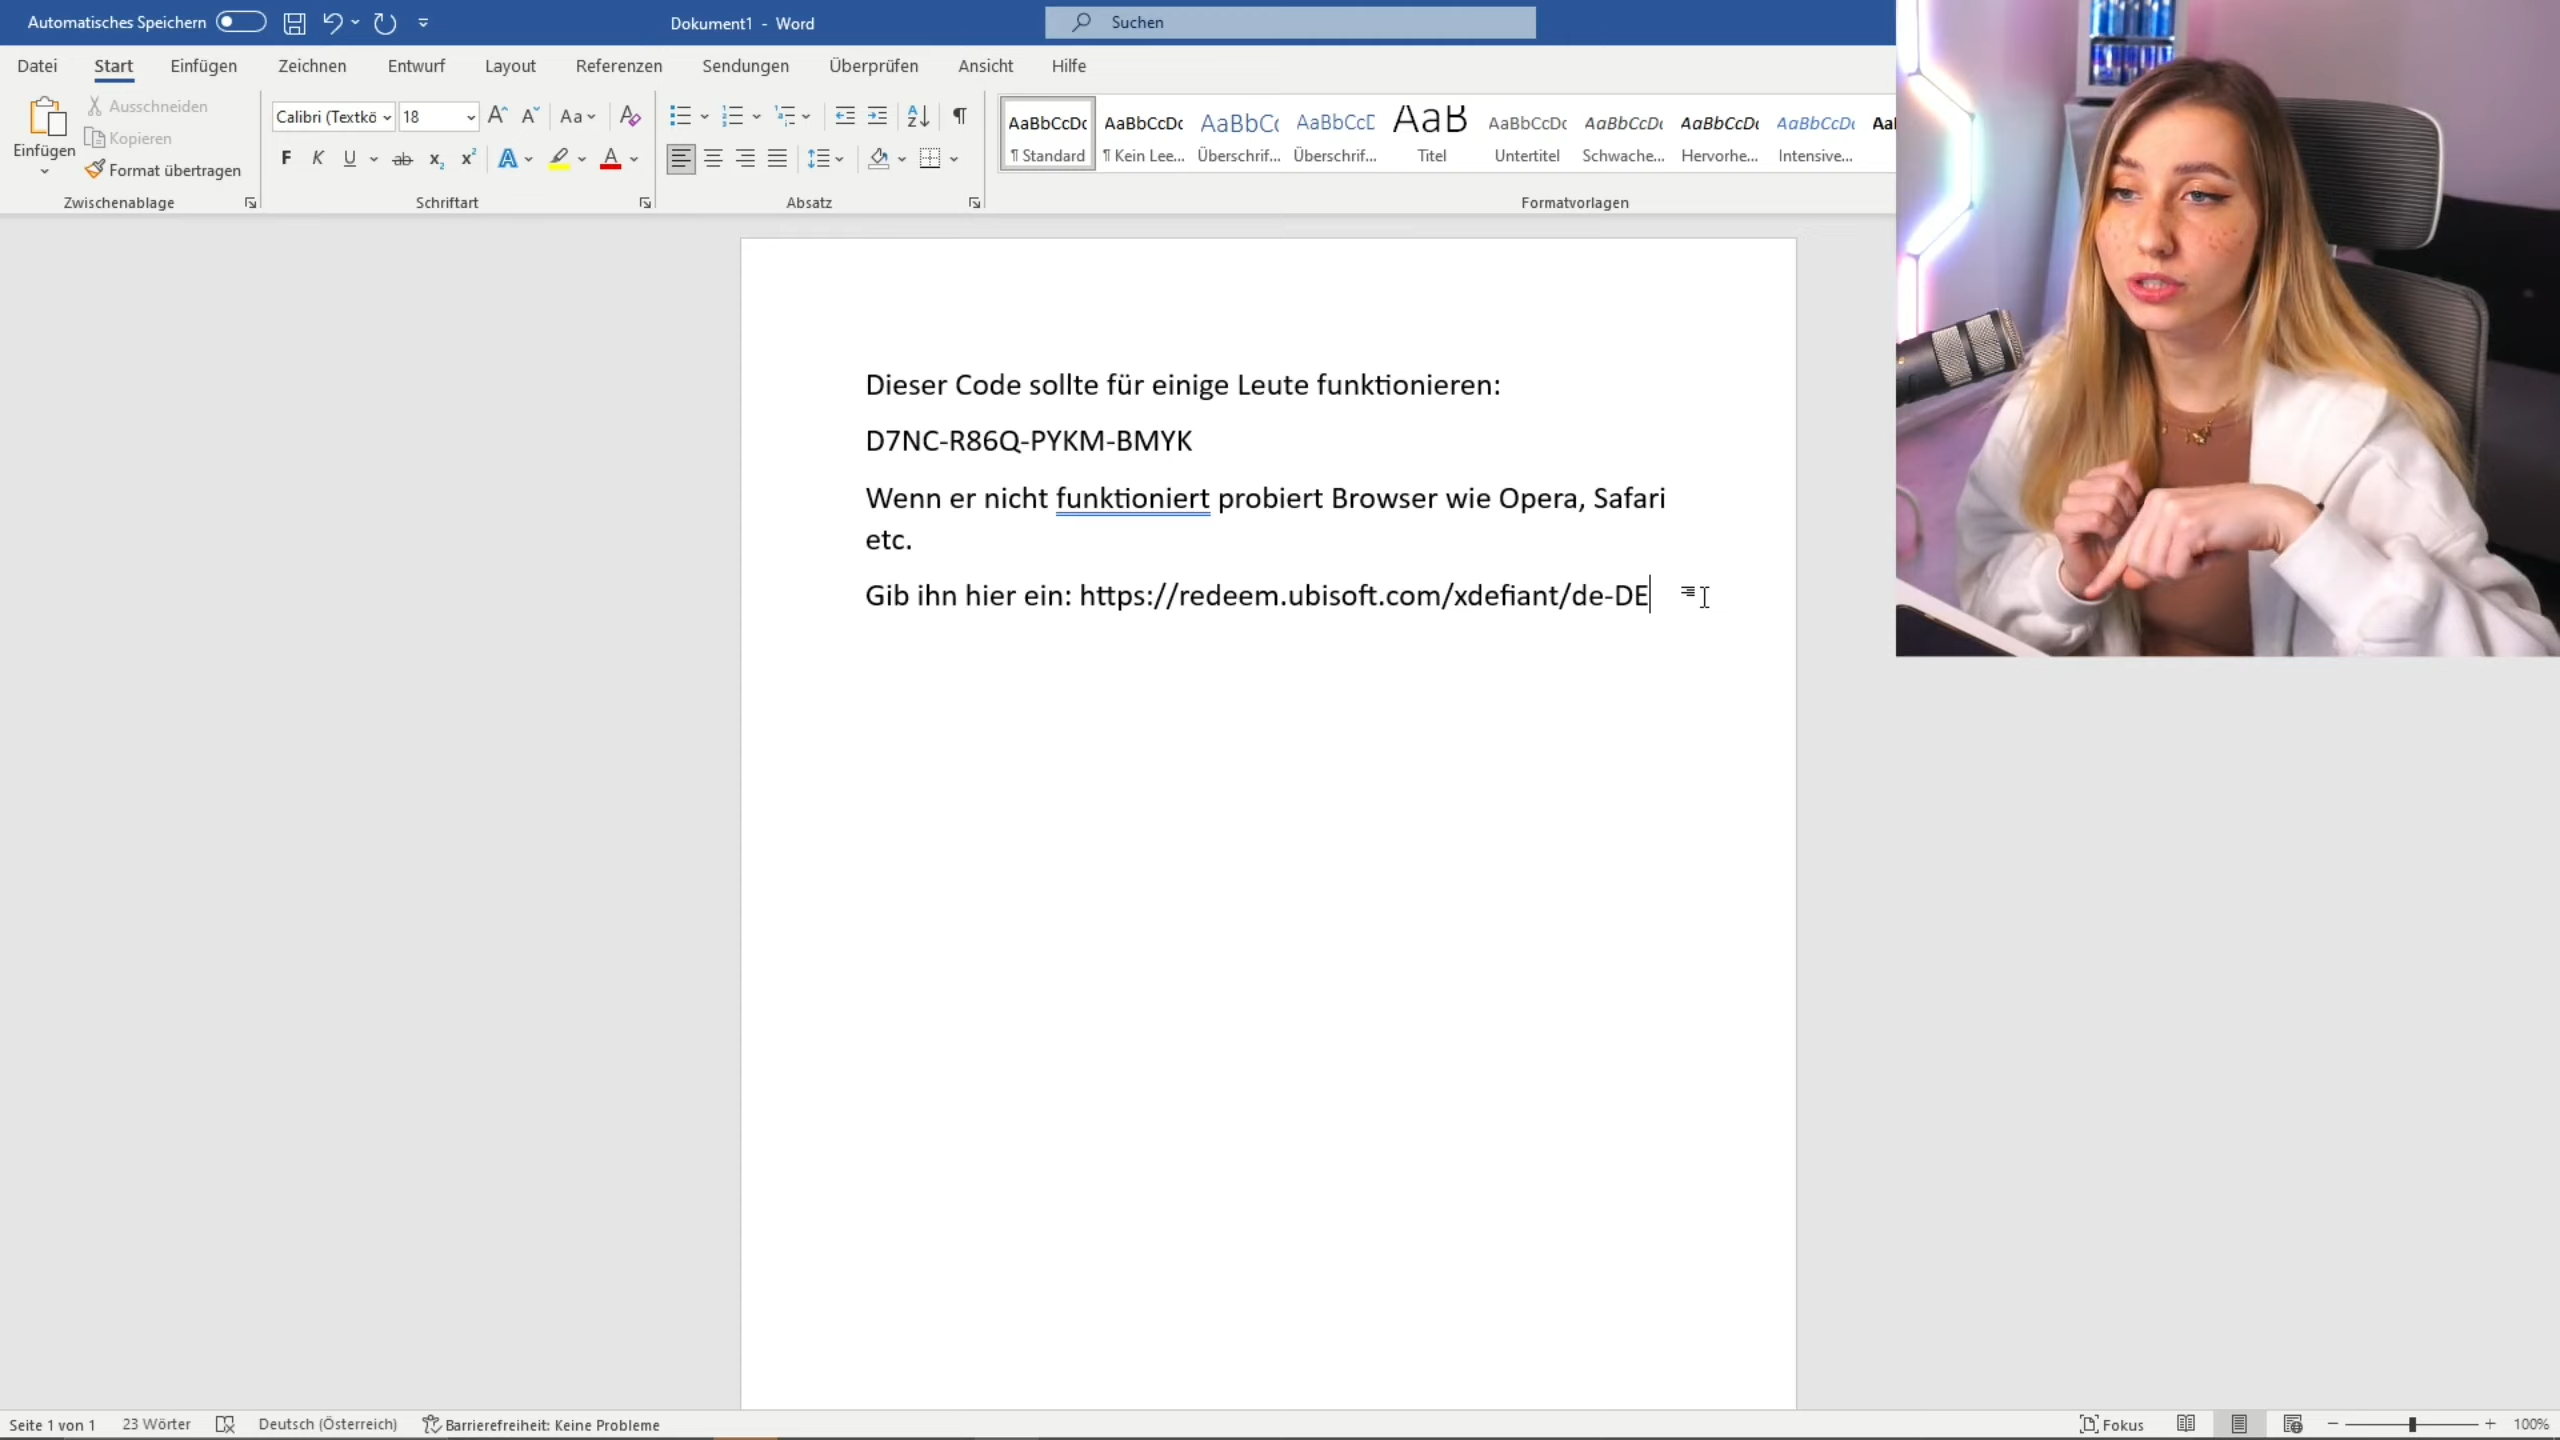 Automatisches Speichern
Dokument1 - Word
Suchen
Datei Start Einfügen Zeichnen Entwurf Layout Referenzen Sendungen Überprüfen Ansicht Hilfe
Einfügen
Ausschneiden
Kopieren
Format übertragen
Zwischenablage
Calibri (Textkö 18
F K U ab x₂ x²
Schriftart
Absatz
AaBbCcDc AaBbCcDc AaBbCc AaBbCcD AaB AaBbCcDc AaBbCcDc AaBbCcDc AaBbCcDc Aal
¶ Standard ¶ Kein Lee... Überschrif... Überschrif... Titel Untertitel Schwache... Hervorhe... Intensive...
Formatvorlagen
Dieser Code sollte für einige Leute funktionieren:
D7NC-R86Q-PYKM-BMYK
Wenn er nicht funktioniert probiert Browser wie Opera, Safari
etc.
Gib ihn hier ein: https://redeem.ubisoft.com/xdefiant/de-DE
Seite 1 von 1 23 Wörter Deutsch (Österreich) Barrierefreiheit: Keine Probleme Fokus 100%